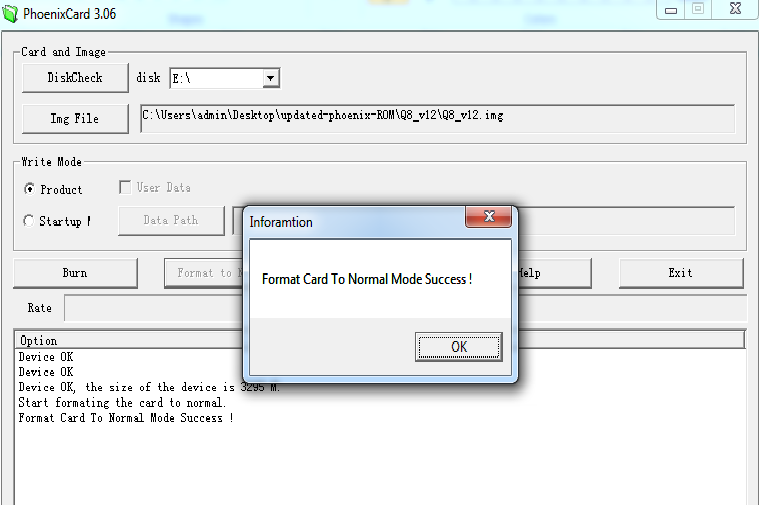 PhoenixCard 3.06
Card and Image
DiskCheck disk E:\
Img File C:\Users\admin\Desktop\updated-phoenix-ROM\Q8_v12\Q8_v12.img
Write Mode
Product User Data
Startup Data Path
Inforamtion
Format Card To Normal Mode Success !
OK
Burn Format to Help Exit
Rate
Option
Device OK
Device OK
Device OK, the size of the device is 3295 M.
Start formating the card to normal.
Format Card To Normal Mode Success !